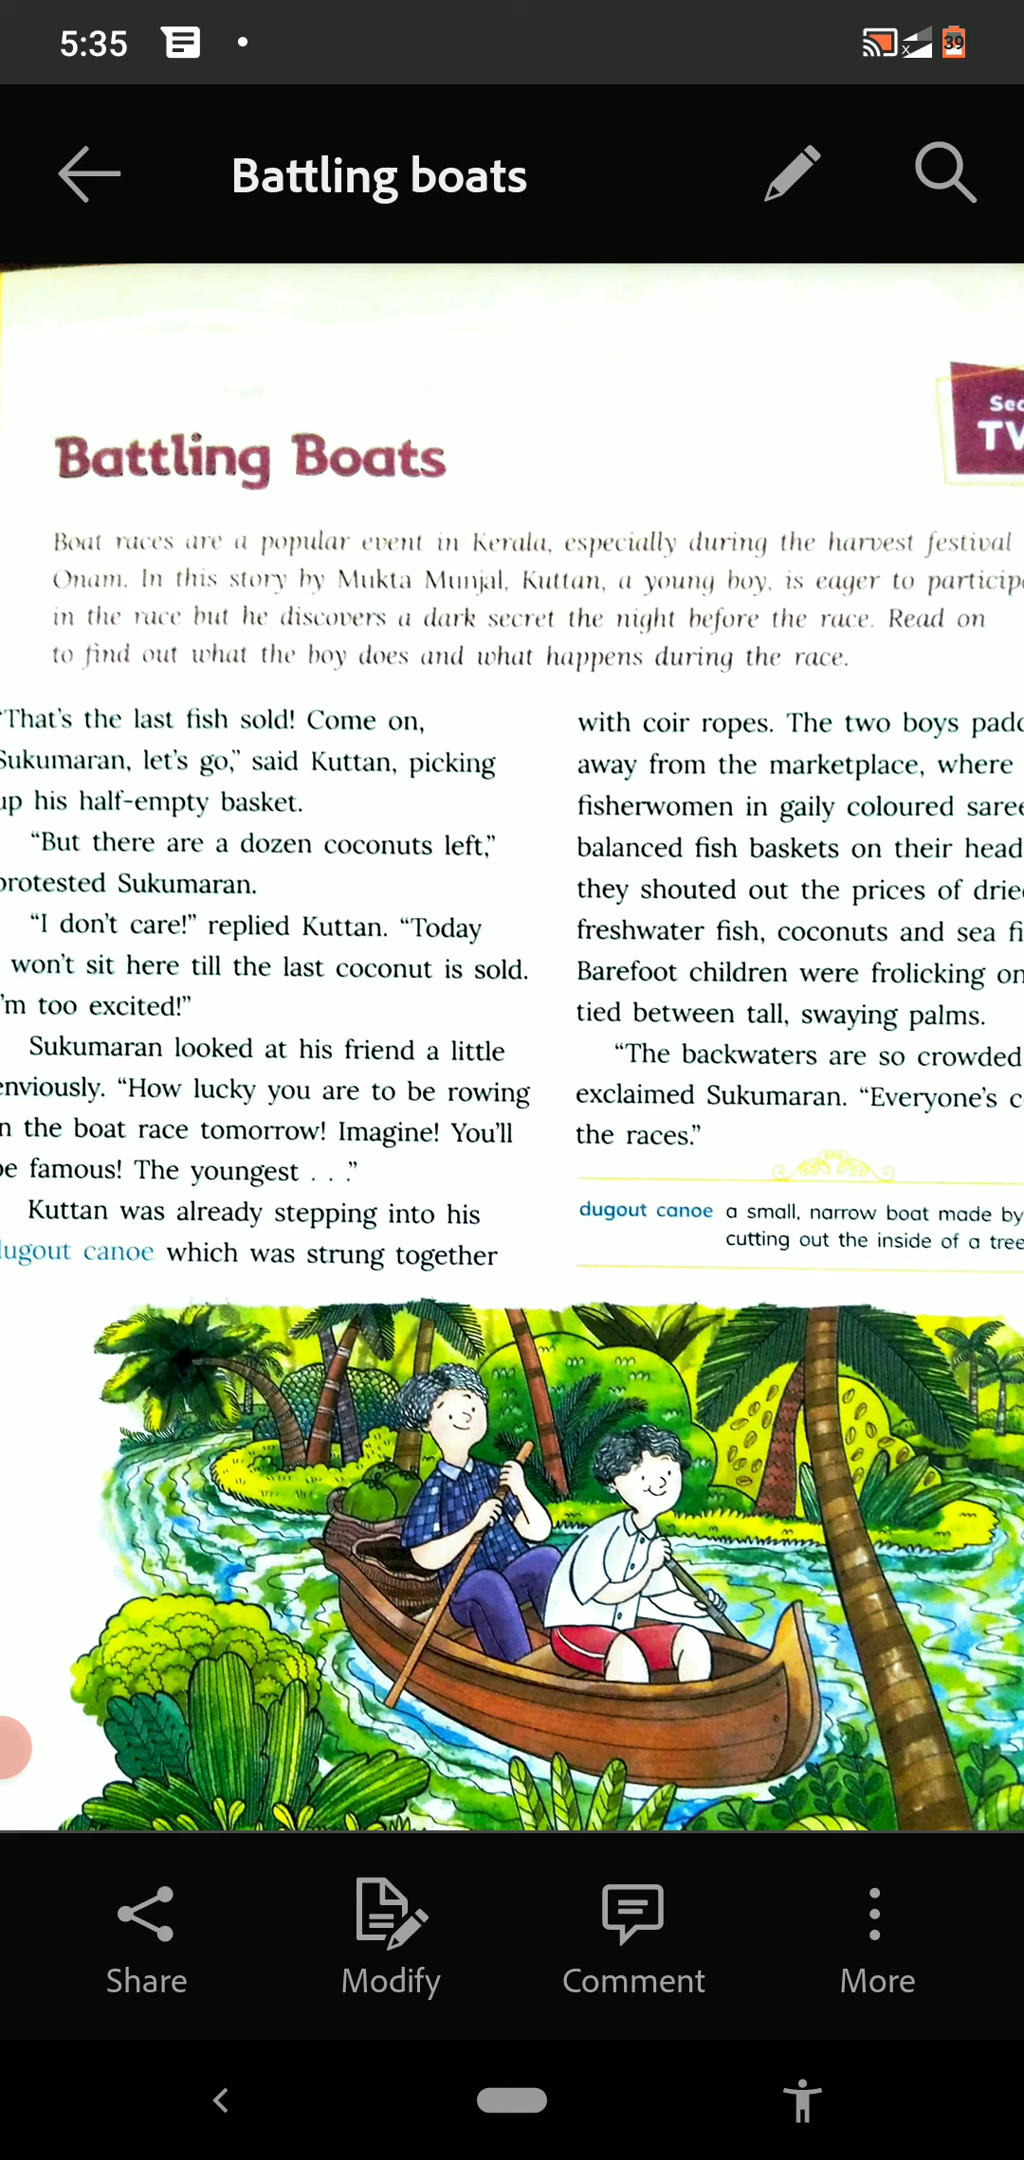 5:35
39
Battling boats
Sec
TW
Battling Boats
Boat races are a popular event in Kerala, especially during the harvest festival
Onam. In this story by Mukta Munjal, Kuttan, a young boy, is eager to particip
in the race but he discovers a dark secret the night before the race. Read on
to find out what the boy does and what happens during the race.
“That’s the last fish sold! Come on,
Sukumaran, let’s go,” said Kuttan, picking
up his half-empty basket.
“But there are a dozen coconuts left,”
protested Sukumaran.
“I don’t care!” replied Kuttan. “Today
won’t sit here till the last coconut is sold.
’m too excited!”
Sukumaran looked at his friend a little
enviously. “How lucky you are to be rowing
in the boat race tomorrow! Imagine! You’ll
be famous! The youngest . . .”
Kuttan was already stepping into his
dugout canoe which was strung together
with coir ropes. The two boys padd
away from the marketplace, where
fisherwomen in gaily coloured saree
balanced fish baskets on their head
they shouted out the prices of drie
freshwater fish, coconuts and sea fi
Barefoot children were frolicking on
tied between tall, swaying palms.
“The backwaters are so crowded
exclaimed Sukumaran. “Everyone’s c
the races.”
dugout canoe a small, narrow boat made by
cutting out the inside of a tree
Share Modify Comment More